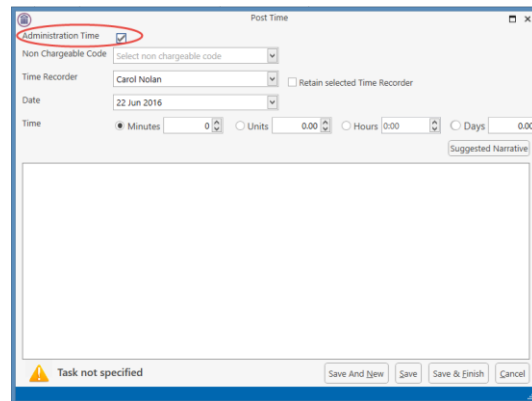 Post Time
Administration Time
Non Chargeable Code Select non chargeable code
Time Recorder Carol Nolan Retain selected Time Recorder
Date 22 Jun 2016
Time Minutes 0 Units 0.00 Hours 0:00 Days 0.00
Suggested Narrative
Task not specified Save And New Save Save & Finish Cancel